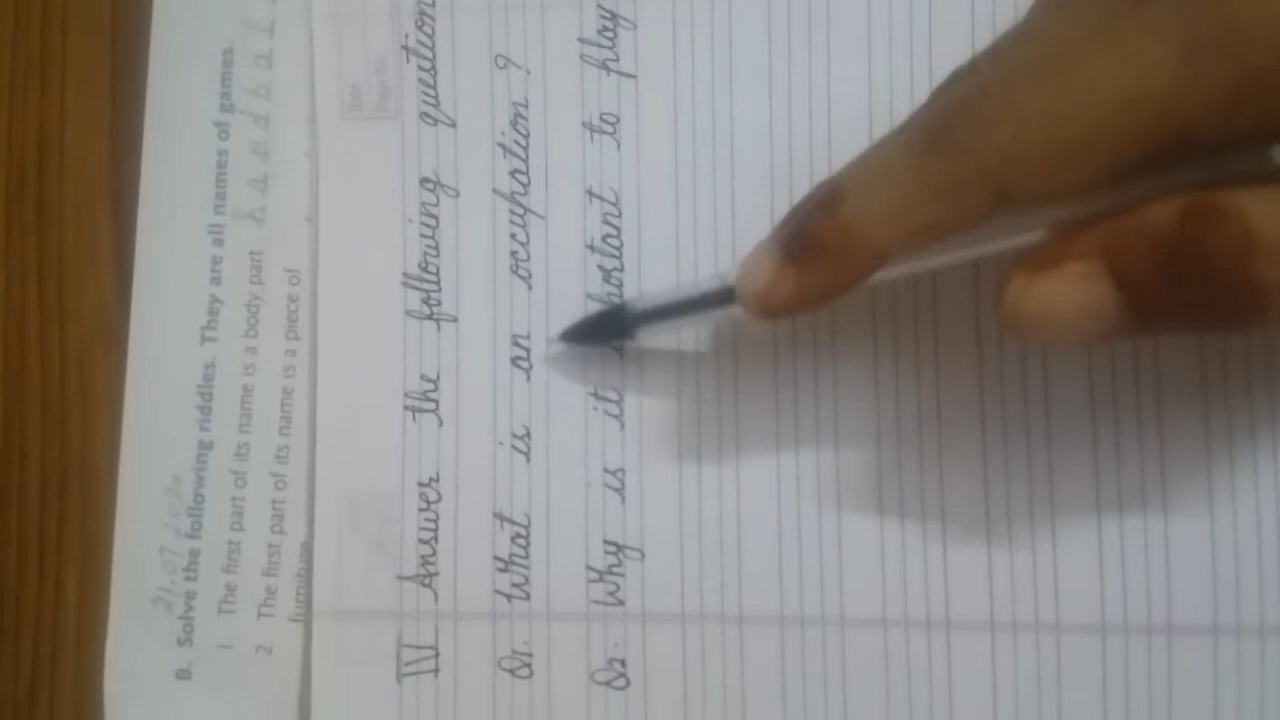 21.07.2020
B. Solve the following riddles. They are all names of games.
1 The first part of its name is a body part h a n d b a l
2 The first part of its name is a piece of
furniture
IV Answer the following question
Q1. What is an occupation?
Q2. Why is it to play